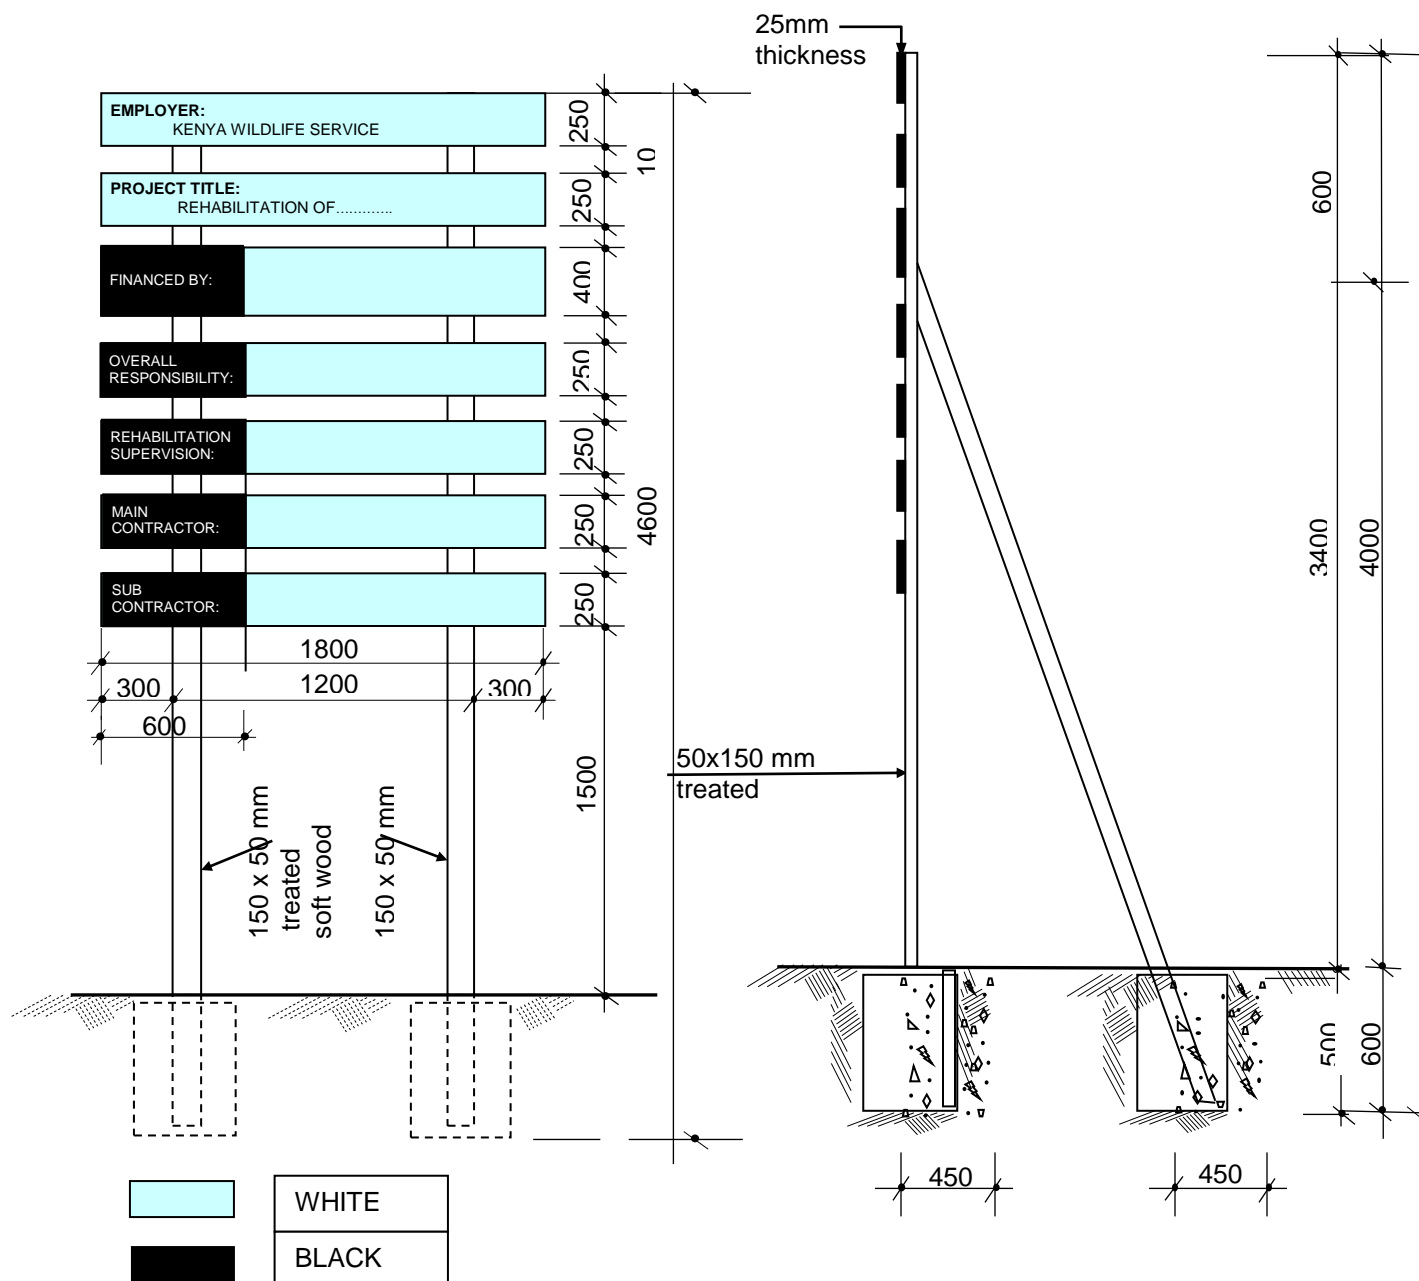 25mm
thickness
EMPLOYER:
KENYA WILDLIFE SERVICE
250
10
PROJECT TITLE:
REHABILITATION OF.............
250
600
FINANCED BY:
400
OVERALL
RESPONSIBILITY:
250
REHABILITATION
SUPERVISION:
250
4600
3400
4000
MAIN
CONTRACTOR:
250
SUB
CONTRACTOR:
250
1800
300
1200
300
600
1500
50x150 mm
treated
150 x 50 mm
treated
soft wood
150 x 50 mm
500
600
450
450
WHITE
BLACK